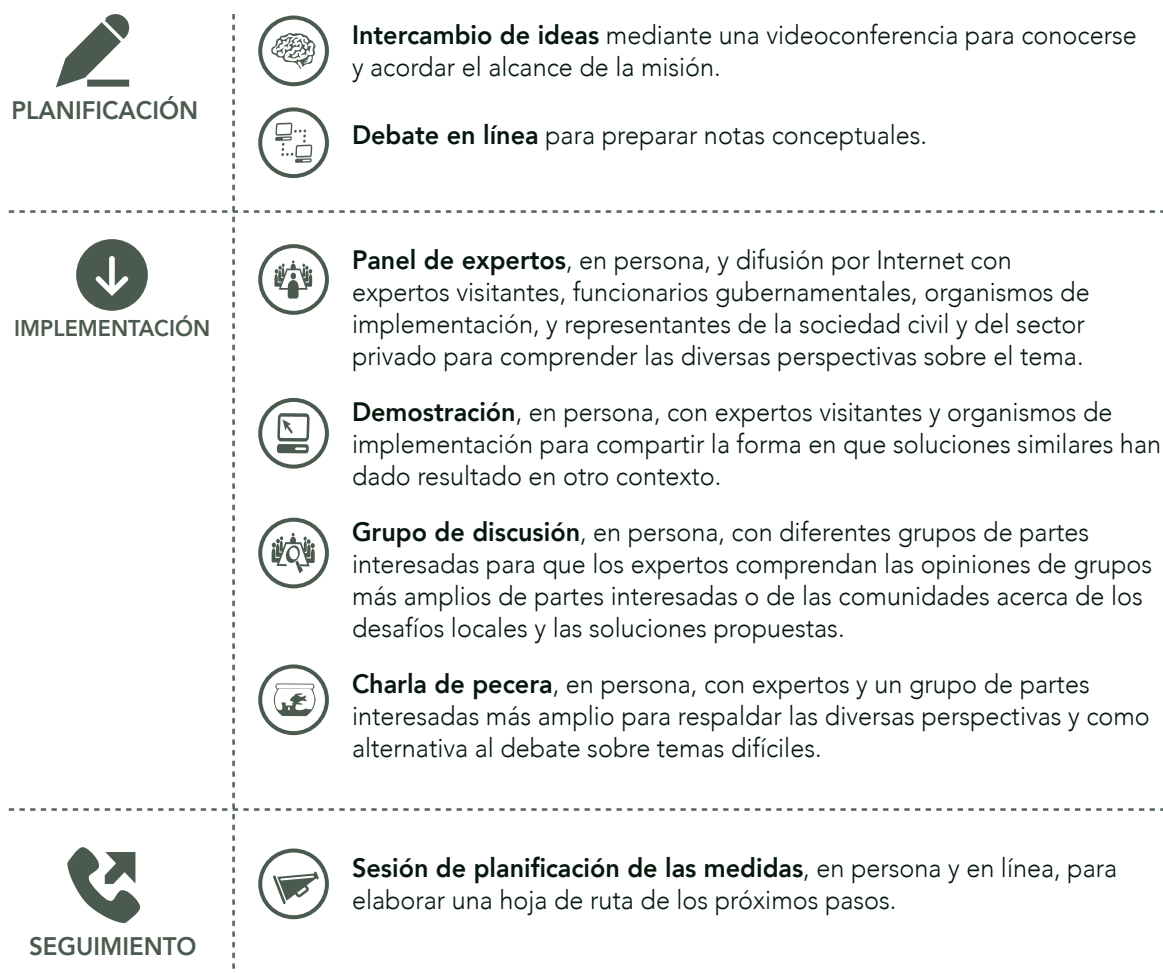 PLANIFICACIÓN
Intercambio de ideas mediante una videoconferencia para conocerse
y acordar el alcance de la misión.
Debate en línea para preparar notas conceptuales.
IMPLEMENTACIÓN
Panel de expertos, en persona, y difusión por Internet con
expertos visitantes, funcionarios gubernamentales, organismos de
implementación, y representantes de la sociedad civil y del sector
privado para comprender las diversas perspectivas sobre el tema.
Demostración, en persona, con expertos visitantes y organismos de
implementación para compartir la forma en que soluciones similares han
dado resultado en otro contexto.
Grupo de discusión, en persona, con diferentes grupos de partes
interesadas para que los expertos comprendan las opiniones de grupos
más amplios de partes interesadas o de las comunidades acerca de los
desafíos locales y las soluciones propuestas.
Charla de pecera, en persona, con expertos y un grupo de partes
interesadas más amplio para respaldar las diversas perspectivas y como
alternativa al debate sobre temas difíciles.
SEGUIMIENTO
Sesión de planificación de las medidas, en persona y en línea, para
elaborar una hoja de ruta de los próximos pasos.